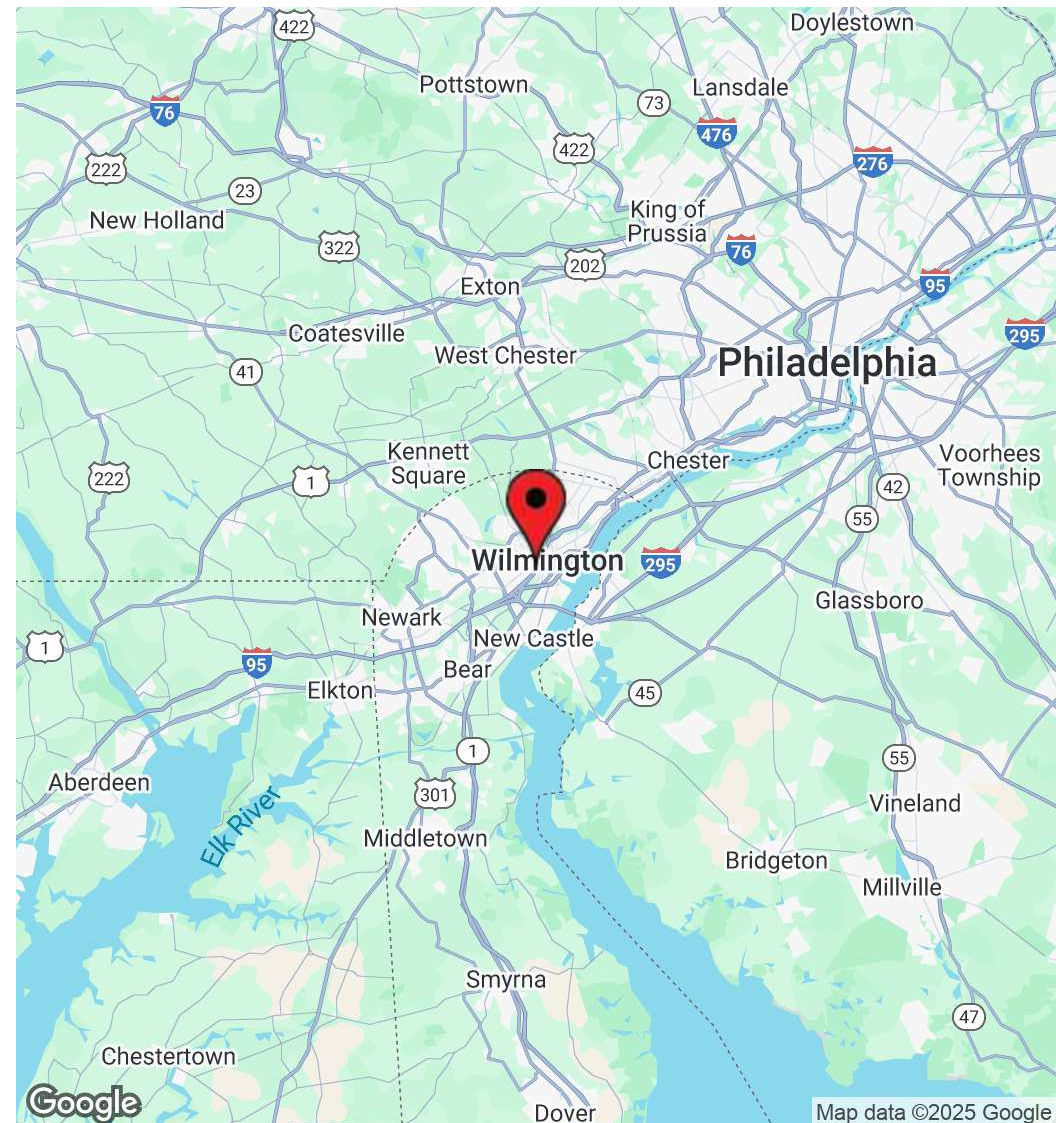 422
Doylestown
Pottstown
Lansdale
76
73
476
422
276
222
23
King of
Prussia
New Holland
322
76
202
Exton
95
Coatesville
295
West Chester
Philadelphia
41
Kennett
Square
Chester
Voorhees
Township
222
1
42
55
Wilmington
295
Glassboro
Newark
1
New Castle
95
Bear
Elkton
45
1
55
Aberdeen
301
Vineland
Elk River
Middletown
Bridgeton
Millville
Smyrna
47
Chestertown
Google
Dover
Map data ©2025 Google